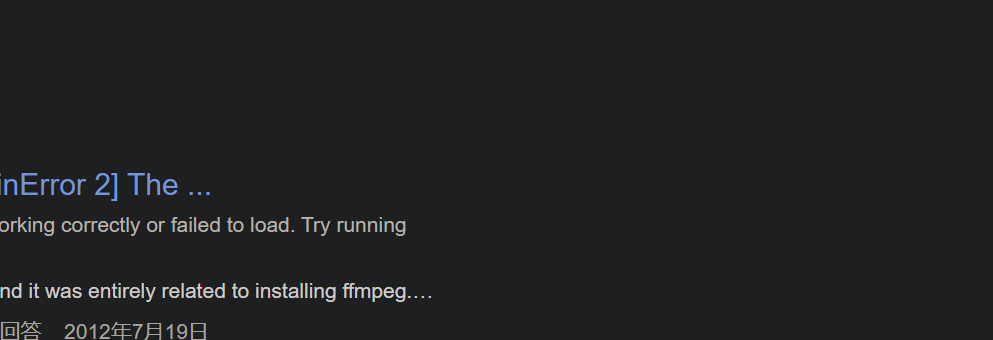 inError 2] The ...
orking correctly or failed to load. Try running
nd it was entirely related to installing ffmpeg.…
回答 2012年7月19日